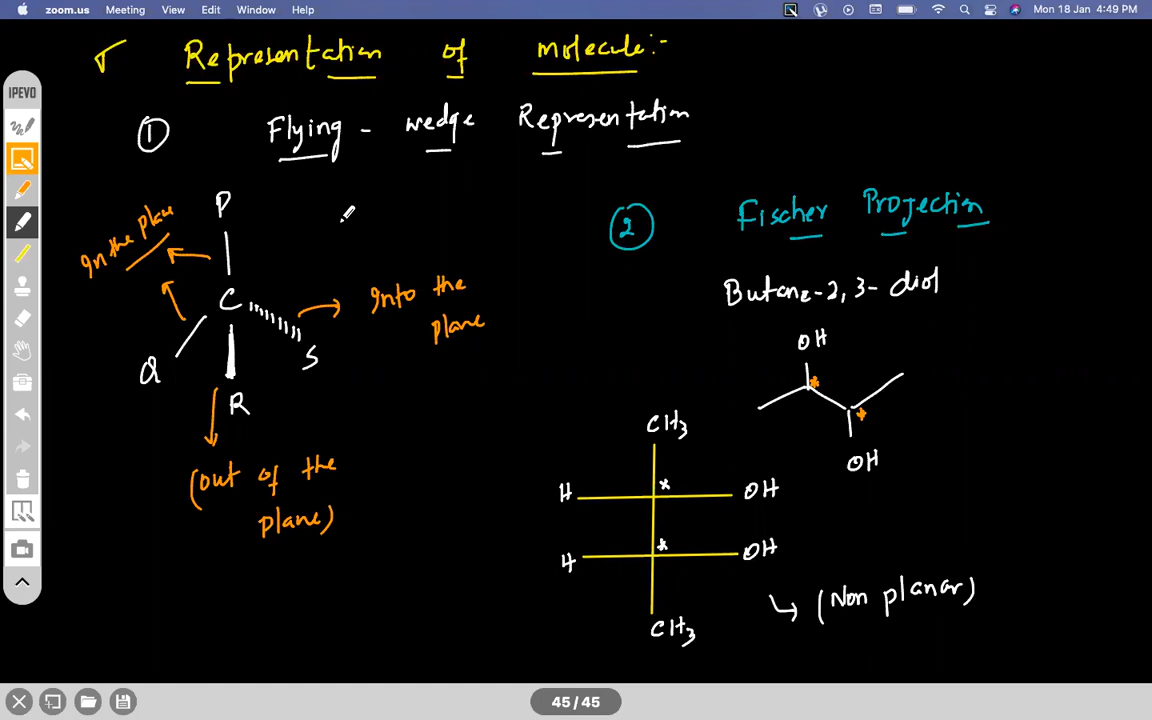 zoom.us Meeting View Edit Window Help
Mon 18 Jan 4:49 PM
IPEVO
Representation of molecule:-
① Flying - wedge Representation
P
In the plane
C
Into the
plane
Q
S
R
(out of the
plane)
② Fischer Projection
Butane-2,3-diol
OH
*
*
OH
CH3
H * OH
H * OH
CH3
↳ (Non planar)
45/45